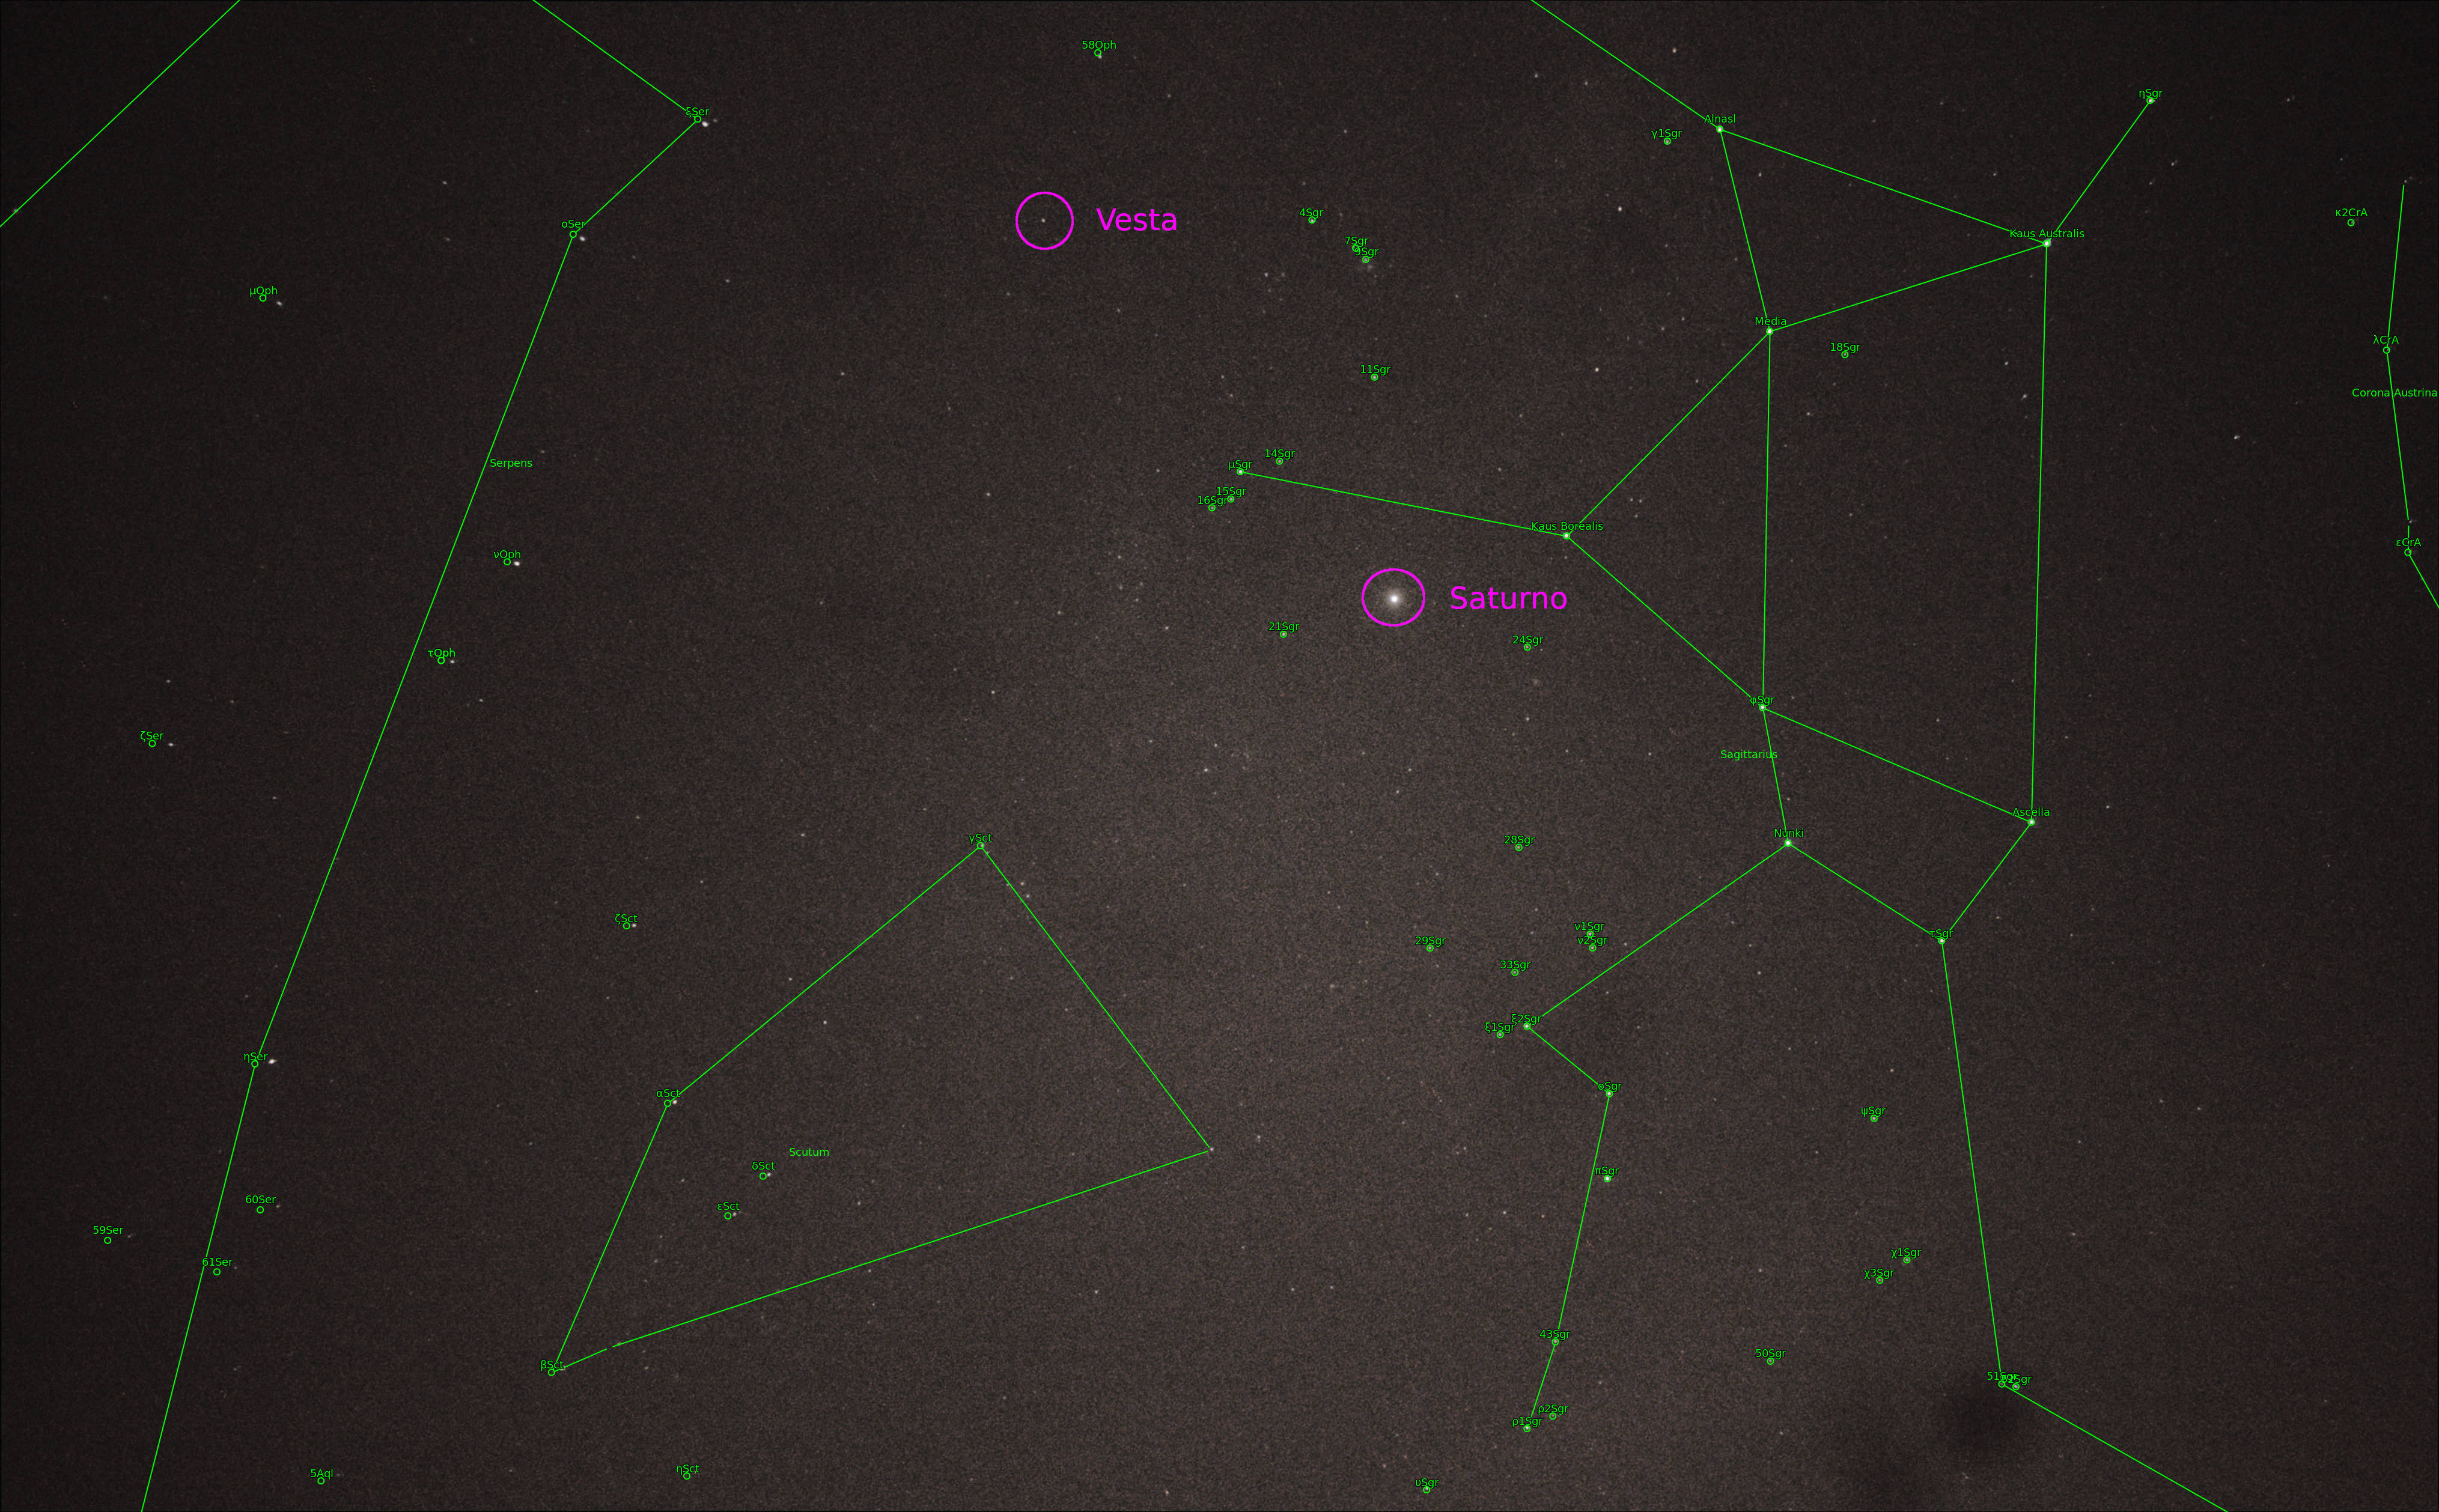 58Oph
ηSgr
ξSer
Alnasl
γ1Sgr
κ2CrA
4Sgr
Vesta
οSer
Kaus Australis
7Sgr
9Sgr
μOph
Media
λCrA
18Sgr
11Sgr
Corona Austrina
14Sgr
Serpens
μSgr
15Sgr
16Sgr
Kaus Borealis
εCrA
νOph
Saturno
21Sgr
24Sgr
τOph
φSgr
ζSer
Sagittarius
Ascella
Nunki
γSct
28Sgr
ζSct
ν1Sgr
τSgr
ν2Sgr
29Sgr
33Sgr
ξ2Sgr
ξ1Sgr
ηSer
οSgr
αSct
ψSgr
Scutum
δSct
πSgr
60Ser
εSct
59Ser
χ1Sgr
61Ser
χ3Sgr
43Sgr
50Sgr
βSct
51Sgr
52Sgr
ρ2Sgr
ρ1Sgr
ηSct
5Aql
υSgr